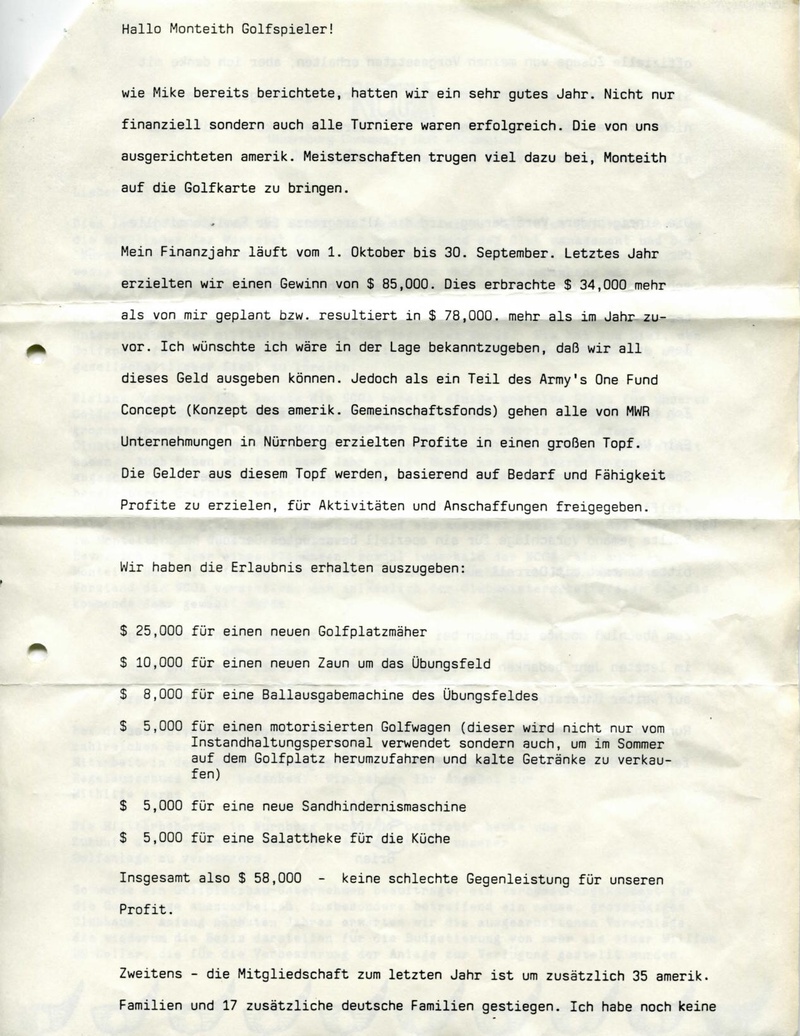 Hallo Monteith Golfspieler!
wie Mike bereits berichtete, hatten wir ein sehr gutes Jahr. Nicht nur
finanziell sondern auch alle Turniere waren erfolgreich. Die von uns
ausgerichteten amerik. Meisterschaften trugen viel dazu bei, Monteith
auf die Golfkarte zu bringen.
Mein Finanzjahr läuft vom 1. Oktober bis 30. September. Letztes Jahr
erzielten wir einen Gewinn von $ 85,000. Dies erbrachte $ 34,000 mehr
als von mir geplant bzw. resultiert in $ 78,000. mehr als im Jahr zu-
vor. Ich wünschte ich wäre in der Lage bekanntzugeben, daß wir all
dieses Geld ausgeben können. Jedoch als ein Teil des Army's One Fund
Concept (Konzept des amerik. Gemeinschaftsfonds) gehen alle von MWR
Unternehmungen in Nürnberg erzielten Profite in einen großen Topf.
Die Gelder aus diesem Topf werden, basierend auf Bedarf und Fähigkeit
Profite zu erzielen, für Aktivitäten und Anschaffungen freigegeben.
Wir haben die Erlaubnis erhalten auszugeben:
$ 25,000 für einen neuen Golfplatzmäher
$ 10,000 für einen neuen Zaun um das Übungsfeld
$ 8,000 für eine Ballausgabemachine des Übungsfeldes
$ 5,000 für einen motorisierten Golfwagen (dieser wird nicht nur vom
Instandhaltungspersonal verwendet sondern auch, um im Sommer
auf dem Golfplatz herumzufahren und kalte Getränke zu verkau-
fen)
$ 5,000 für eine neue Sandhindernismaschine
$ 5,000 für eine Salattheke für die Küche
Insgesamt also $ 58,000 - keine schlechte Gegenleistung für unseren
Profit.
Zweitens - die Mitgliedschaft zum letzten Jahr ist um zusätzlich 35 amerik.
Familien und 17 zusätzliche deutsche Familien gestiegen. Ich habe noch keine